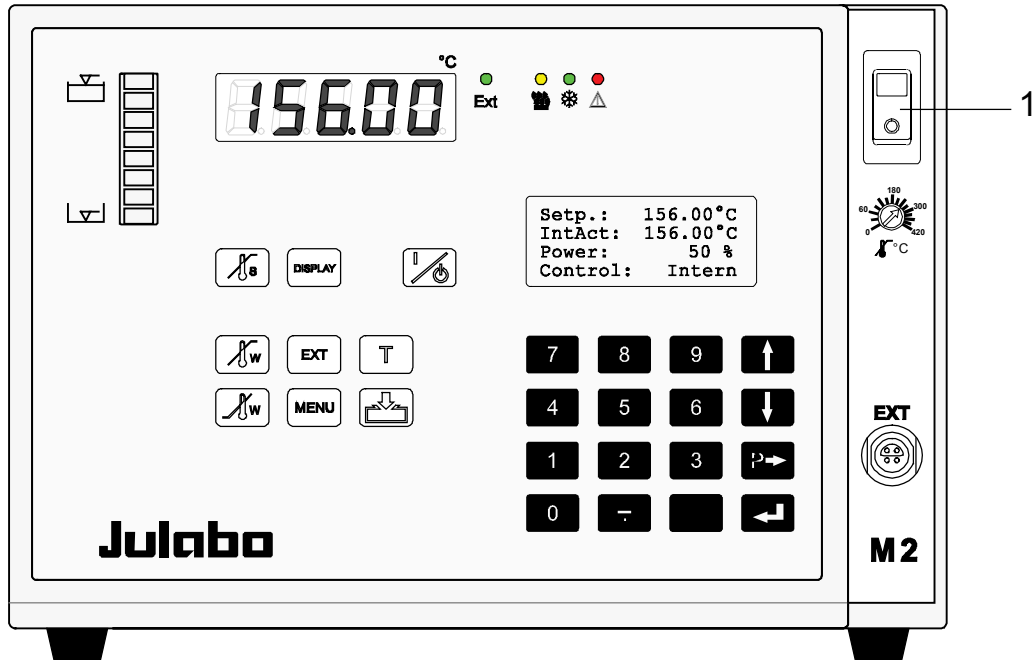 °C
156.00
Ext
1
180
60 300
0 420
°C
Setp.: 156.00°C
IntAct: 156.00°C
Power: 50 %
Control: Intern
S DISPLAY I
W EXT T
W MENU
7 8 9
4 5 6
1 2 3 P
0 -.
EXT
Julabo
M2